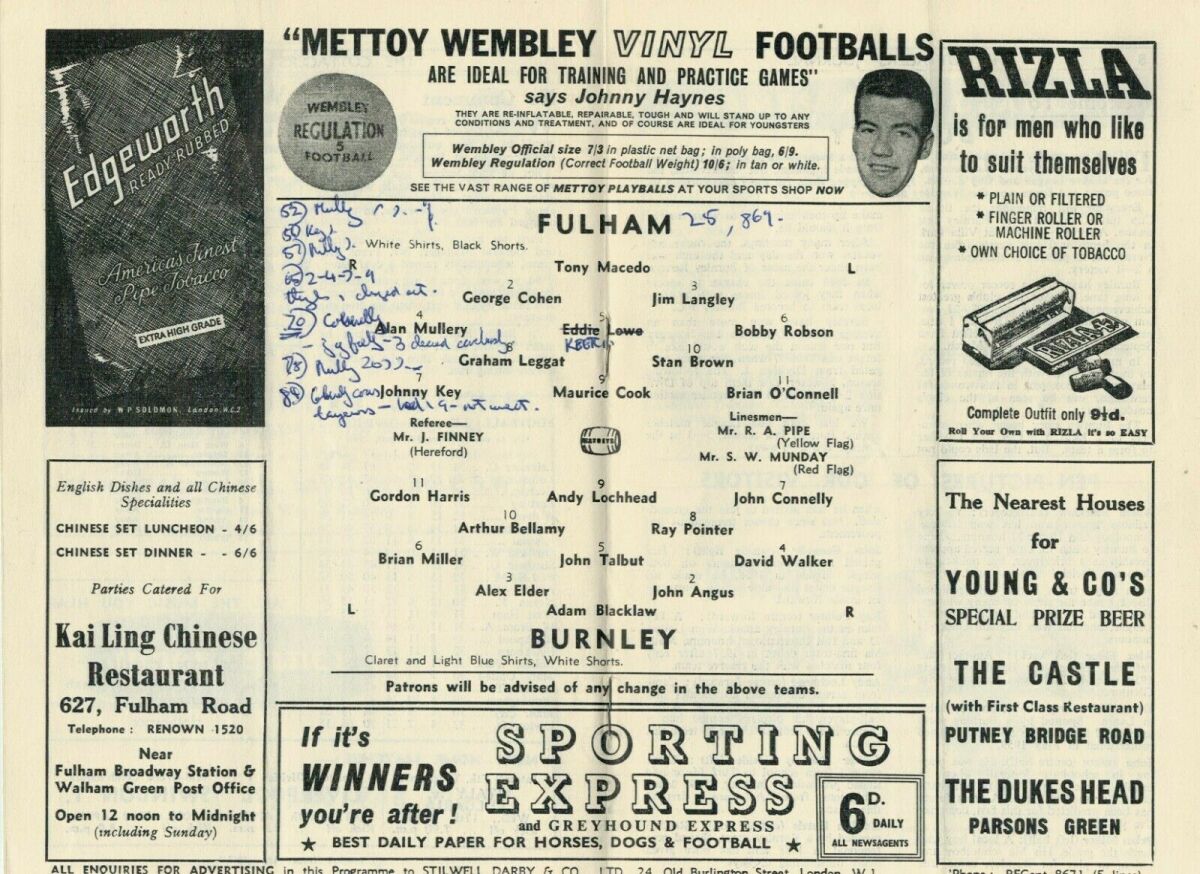 Edgeworth
READY-RUBBED
America's Finest
Pipe Tobacco
EXTRA HIGH GRADE
Issued by W P SOLOMON, London, W.C.2
"METTOY WEMBLEY VINYL FOOTBALLS
ARE IDEAL FOR TRAINING AND PRACTICE GAMES"
says Johnny Haynes
THEY ARE RE-INFLATABLE, REPAIRABLE, TOUGH AND WILL STAND UP TO ANY
CONDITIONS AND TREATMENT, AND OF COURSE ARE IDEAL FOR YOUNGSTERS
WEMBLEY
REGULATION
5
FOOTBALL
Wembley Official size 7/3 in plastic net bag; in poly bag, 6/9.
Wembley Regulation (Correct Football Weight) 10/6; in tan or white.
SEE THE VAST RANGE OF METTOY PLAYBALLS AT YOUR SPORTS SHOP NOW
RIZLA
is for men who like
to suit themselves
* PLAIN OR FILTERED
* FINGER ROLLER OR
MACHINE ROLLER
* OWN CHOICE OF TOBACCO
RIZLA
Complete Outfit only 9½d.
Roll Your Own with RIZLA it's so EASY
FULHAM 25,869.
White Shirts, Black Shorts.
52) Mully
57) Mully
70)
78) Mully
R
Tony Macedo
L
2
George Cohen
3
Jim Langley
4
Alan Mullery
5
Eddie Lowe
KEETCH
6
Bobby Robson
8
Graham Leggat
10
Stan Brown
7
Johnny Key
9
Maurice Cook
11
Brian O'Connell
Referee—
Mr. J. FINNEY
(Hereford)
Linesmen—
Mr. R. A. PIPE
(Yellow Flag)
Mr. S. W. MUNDAY
(Red Flag)
11
Gordon Harris
9
Andy Lochhead
7
John Connelly
10
Arthur Bellamy
8
Ray Pointer
6
Brian Miller
5
John Talbut
4
David Walker
3
Alex Elder
2
John Angus
L
Adam Blacklaw
R
BURNLEY
Claret and Light Blue Shirts, White Shorts.
Patrons will be advised of any change in the above teams.
English Dishes and all Chinese
Specialities
CHINESE SET LUNCHEON - 4/6
CHINESE SET DINNER - - 6/6
Parties Catered For
Kai Ling Chinese
Restaurant
627, Fulham Road
Telephone : RENOWN 1520
Near
Fulham Broadway Station &
Walham Green Post Office
Open 12 noon to Midnight
(including Sunday)
If it's
WINNERS
you're after!
SPORTING
EXPRESS
and GREYHOUND EXPRESS
★ BEST DAILY PAPER FOR HORSES, DOGS & FOOTBALL ★
6D.
DAILY
ALL NEWSAGENTS
The Nearest Houses
for
YOUNG & CO'S
SPECIAL PRIZE BEER
THE CASTLE
(with First Class Restaurant)
PUTNEY BRIDGE ROAD
THE DUKES HEAD
PARSONS GREEN
ALL ENQUIRIES FOR ADVERTISING in this Programme to STILWELL DARBY & CO. LTD. 24, Old Burlington Street, London, W.1.
'Phone: REGent 8671 (5 lines)